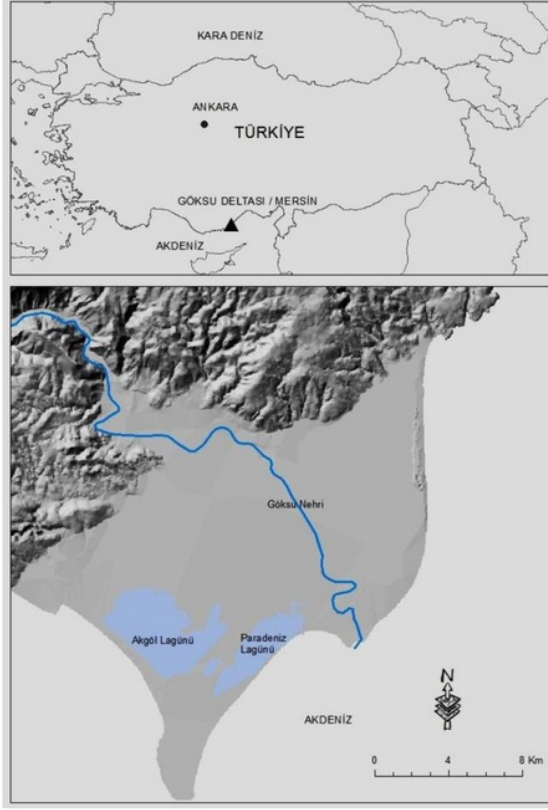 KARA DENİZ
ANKARA
TÜRKİYE
GÖKSU DELTASI / MERSİN
AKDENİZ
Göksu Nehri
Akgöl Lagünü
Paradeniz
Lagünü
N
AKDENİZ
0 4 8 Km